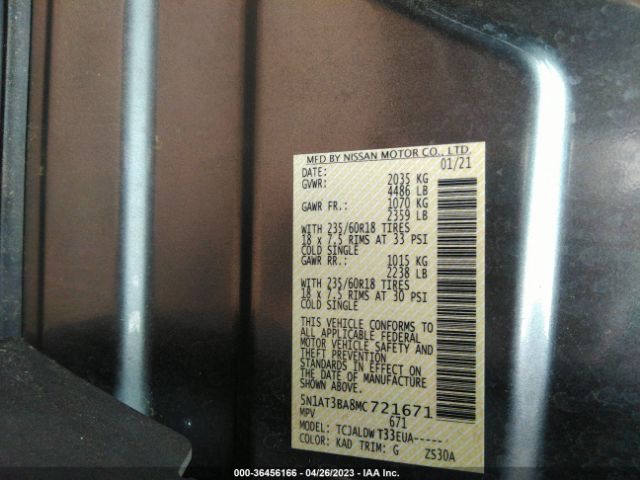 MFD BY NISSAN MOTOR CO., LTD.
DATE: 01/21
GVWR: 2035 KG
4486 LB
GAWR FR.: 1070 KG
2359 LB
WITH 235/60R18 TIRES
18 x 7.5 RIMS AT 33 PSI
COLD SINGLE
GAWR RR.: 1015 KG
2238 LB
WITH 235/60R18 TIRES
18 x 7.5 RIMS AT 30 PSI
COLD SINGLE
THIS VEHICLE CONFORMS TO
ALL APPLICABLE FEDERAL
MOTOR VEHICLE SAFETY AND
THEFT PREVENTION
STANDARDS IN EFFECT ON
THE DATE OF MANUFACTURE
SHOWN ABOVE.
5N1AT3BA8MC721671
MPV 671
MODEL: TCJALDW T33EUA-----
COLOR: KAD TRIM: G ZS30A
000-36456166 - 04/26/2023 - IAA Inc.